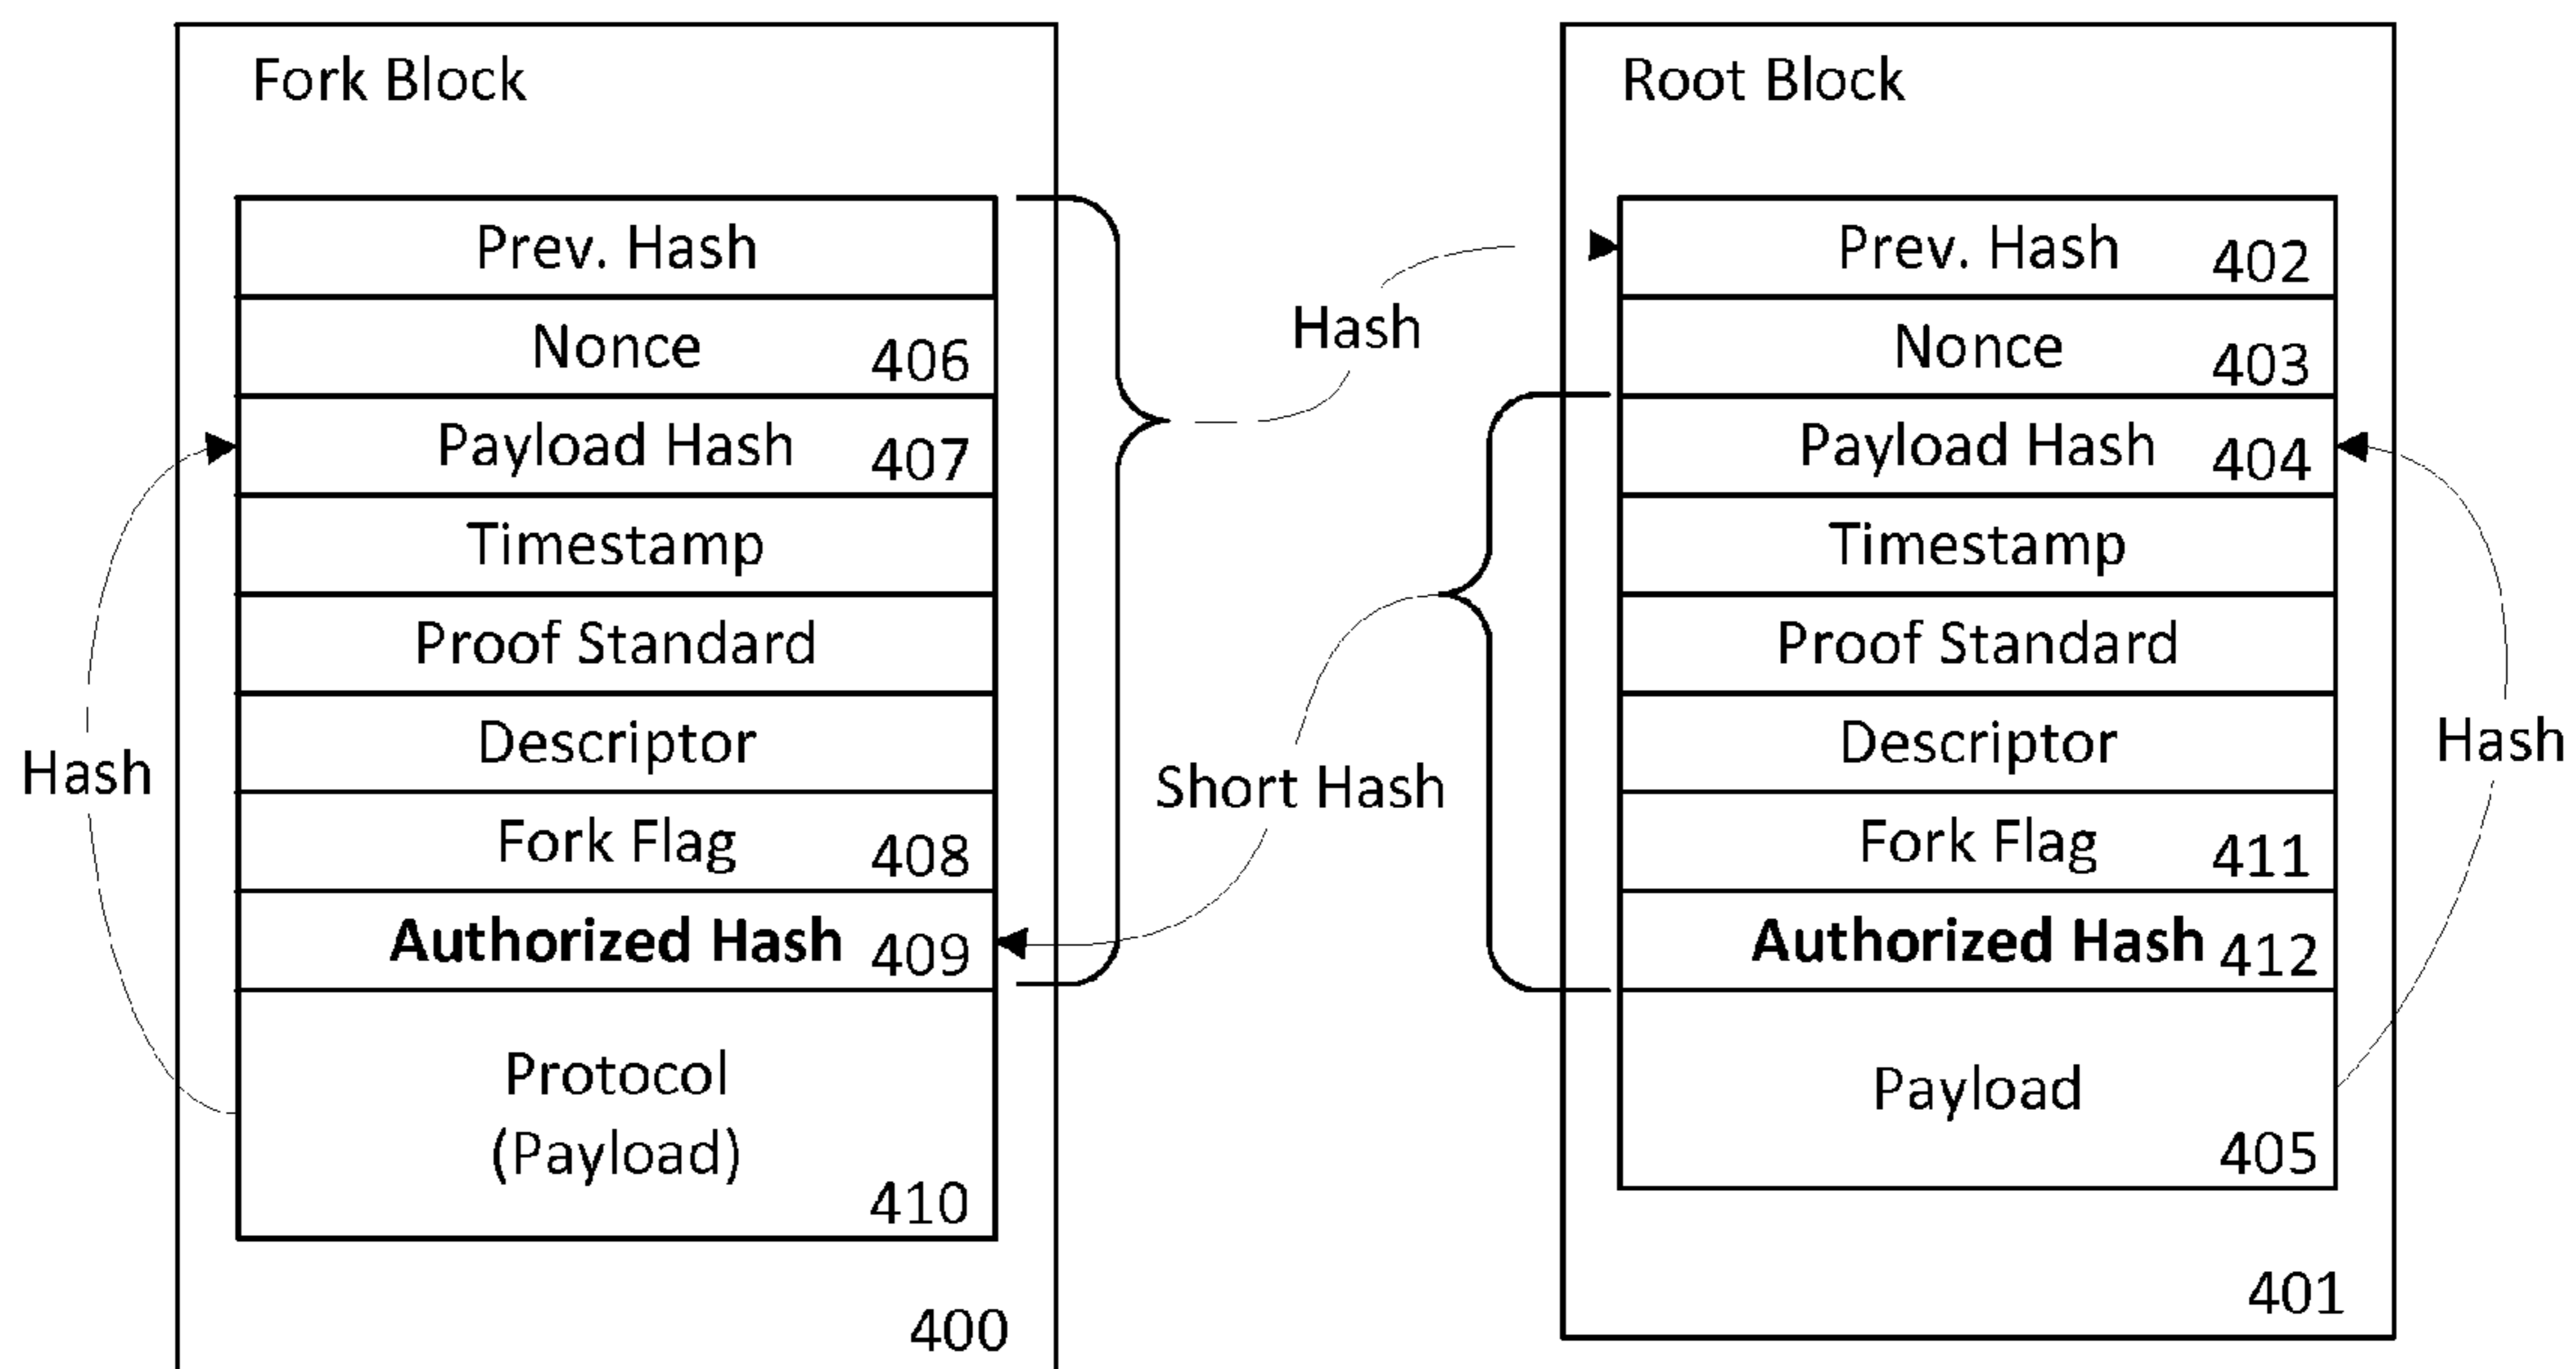 Fork Block
Prev. Hash
Nonce 406
Payload Hash 407
Timestamp
Proof Standard
Descriptor
Fork Flag 408
Authorized Hash 409
Protocol
(Payload)
410
400
Hash
Hash
Short Hash
Root Block
Prev. Hash 402
Nonce 403
Payload Hash 404
Timestamp
Proof Standard
Descriptor
Fork Flag 411
Authorized Hash 412
Payload
405
401
Hash